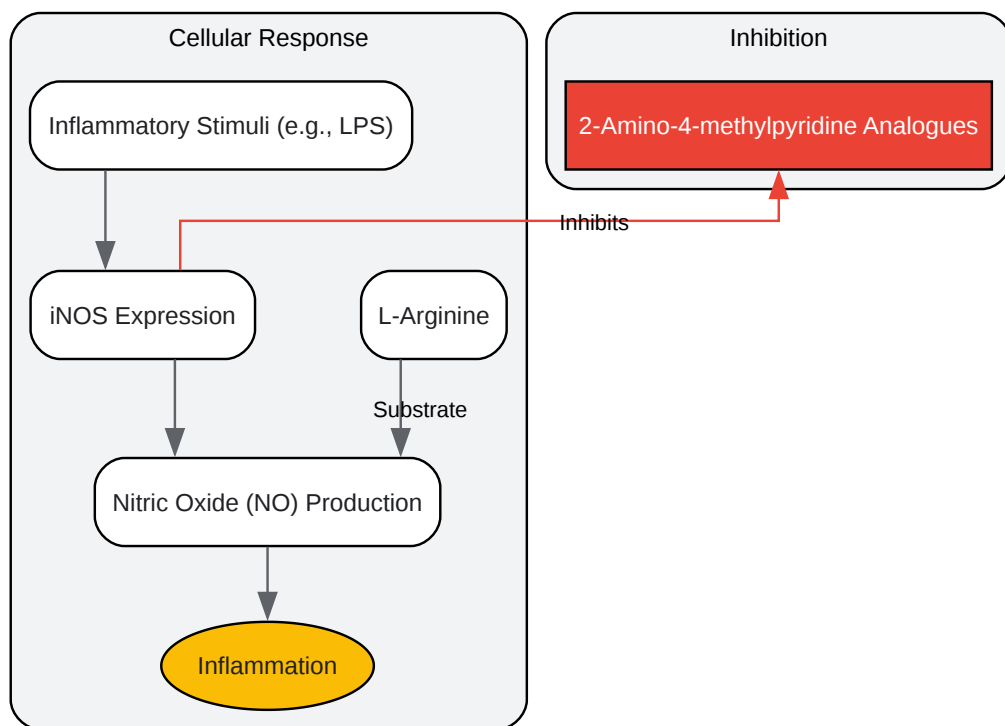 Cellular Response
Inhibition
Inflammatory Stimuli (e.g., LPS)
2-Amino-4-methylpyridine Analogues
Inhibits
iNOS Expression
L-Arginine
Substrate
Nitric Oxide (NO) Production
Inflammation